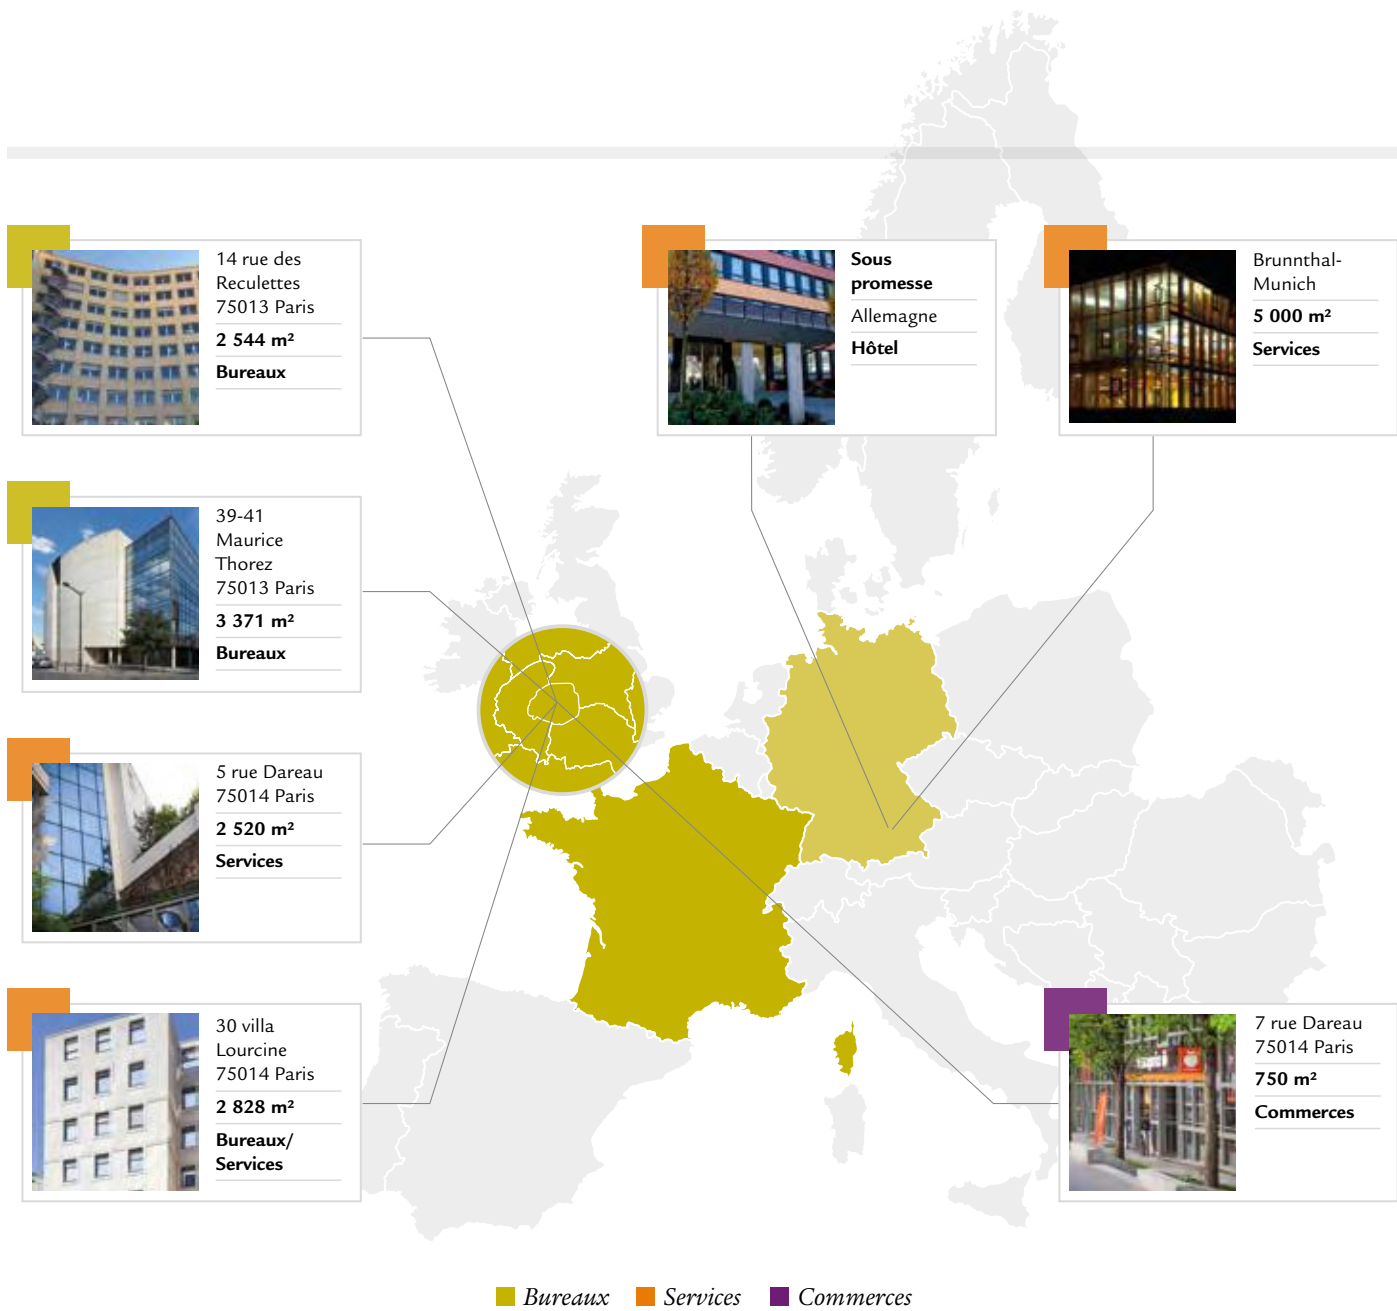 14 rue des
Reculettes
75013 Paris
2 544 m²
Bureaux
Sous
promesse
Allemagne
Hôtel
Brunnthal-
Munich
5 000 m²
Services
39-41
Maurice
Thorez
75013 Paris
3 371 m²
Bureaux
5 rue Dareau
75014 Paris
2 520 m²
Services
30 villa
Lourcine
75014 Paris
2 828 m²
Bureaux/
Services
7 rue Dareau
75014 Paris
750 m²
Commerces
Bureaux Services Commerces